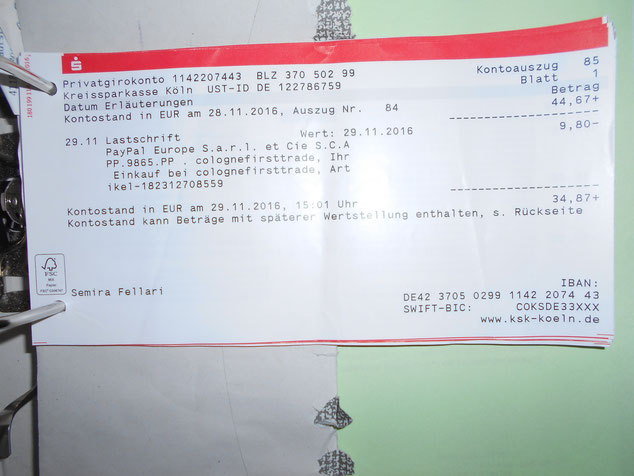 Privatgirokonto 1142207443 BLZ 370 502 99 Kontoauszug 85
Kreissparkasse Köln UST-ID DE 122786759 Blatt 1
Datum Erläuterungen Betrag
Kontostand in EUR am 28.11.2016, Auszug Nr. 84 44,67+
29.11 Lastschrift Wert: 29.11.2016 9,80-
PayPal Europe S.a.r.l. et Cie S.C.A
PP.9865.PP . colognefirsttrade, Ihr
Einkauf bei colognefirsttrade, Art
ikel-182312708559
Kontostand in EUR am 29.11.2016, 15:01 Uhr 34,87+
Kontostand kann Beträge mit späterer Wertstellung enthalten, s. Rückseite
FSC
Semira Fellari
IBAN:
DE42 3705 0299 1142 2074 43
SWIFT-BIC: COKSDE33XXX
www.ksk-koeln.de